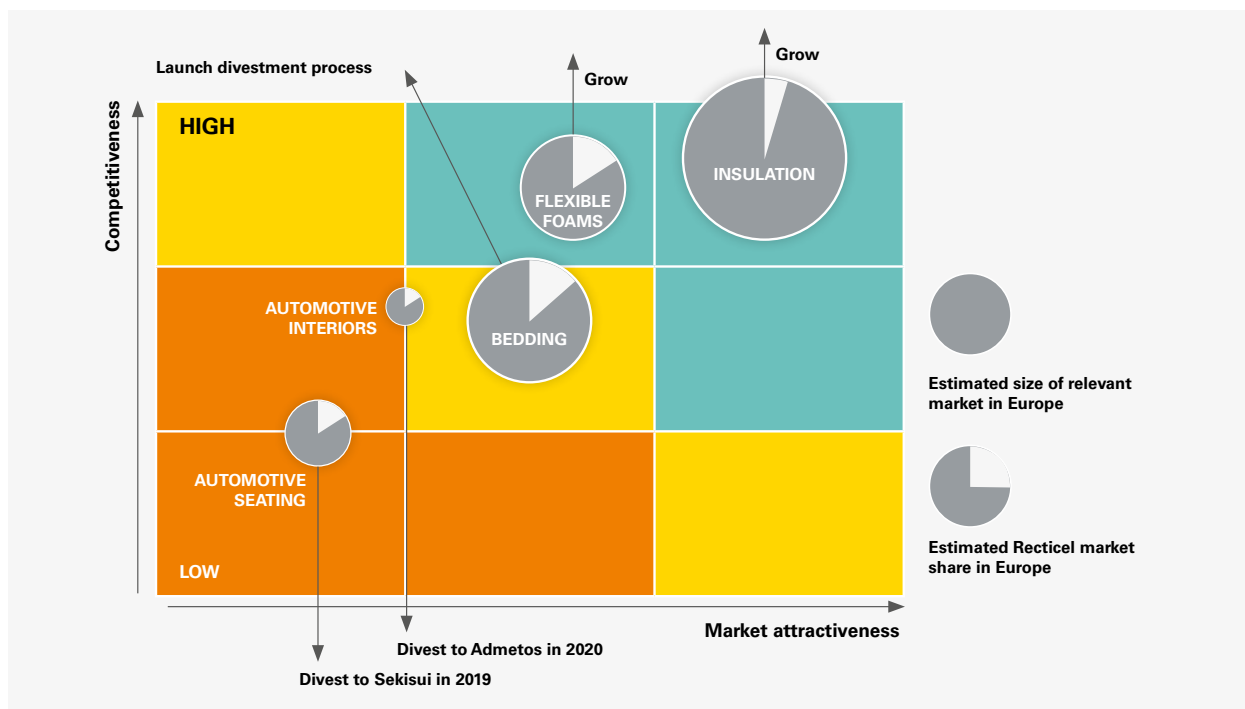 Launch divestment process
Grow
Grow
Competitiveness
HIGH
INSULATION
FLEXIBLE
FOAMS
AUTOMOTIVE
INTERIORS
BEDDING
Estimated size of relevant
market in Europe
AUTOMOTIVE
SEATING
Estimated Recticel market
share in Europe
LOW
Market attractiveness
Divest to Admetos in 2020
Divest to Sekisui in 2019